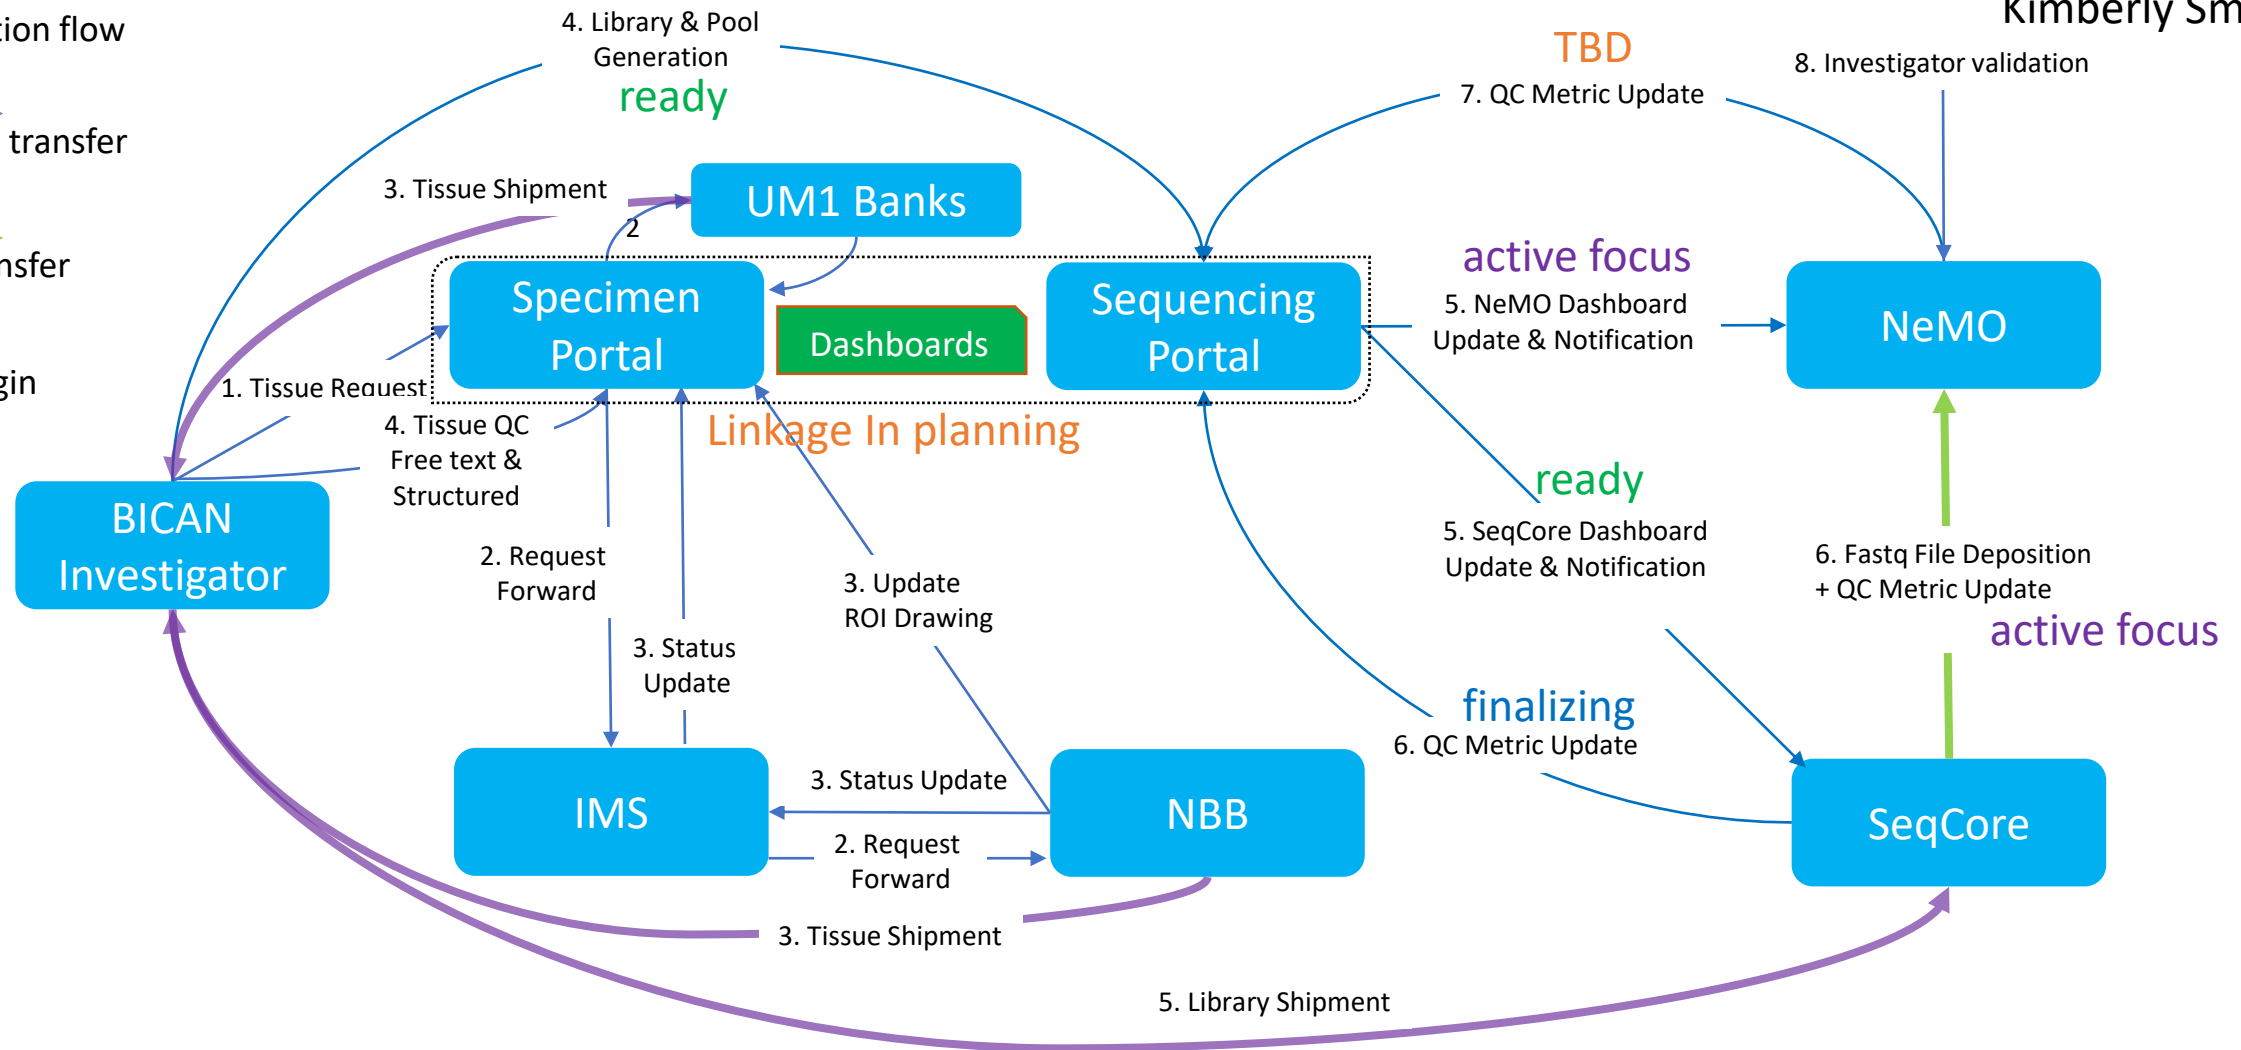 tion flow
transfer
nsfer
gin
Kimberly Sm
4. Library & Pool
Generation
ready
TBD
7. QC Metric Update
8. Investigator validation
3. Tissue Shipment
UM1 Banks
2
Specimen
Portal
Dashboards
Sequencing
Portal
active focus
5. NeMO Dashboard
Update & Notification
NeMO
1. Tissue Request
4. Tissue QC
Free text &
Structured
Linkage In planning
BICAN
Investigator
2. Request
Forward
3. Update
ROI Drawing
3. Status
Update
ready
5. SeqCore Dashboard
Update & Notification
6. Fastq File Deposition
+ QC Metric Update
active focus
finalizing
6. QC Metric Update
IMS
3. Status Update
2. Request
Forward
NBB
SeqCore
3. Tissue Shipment
5. Library Shipment